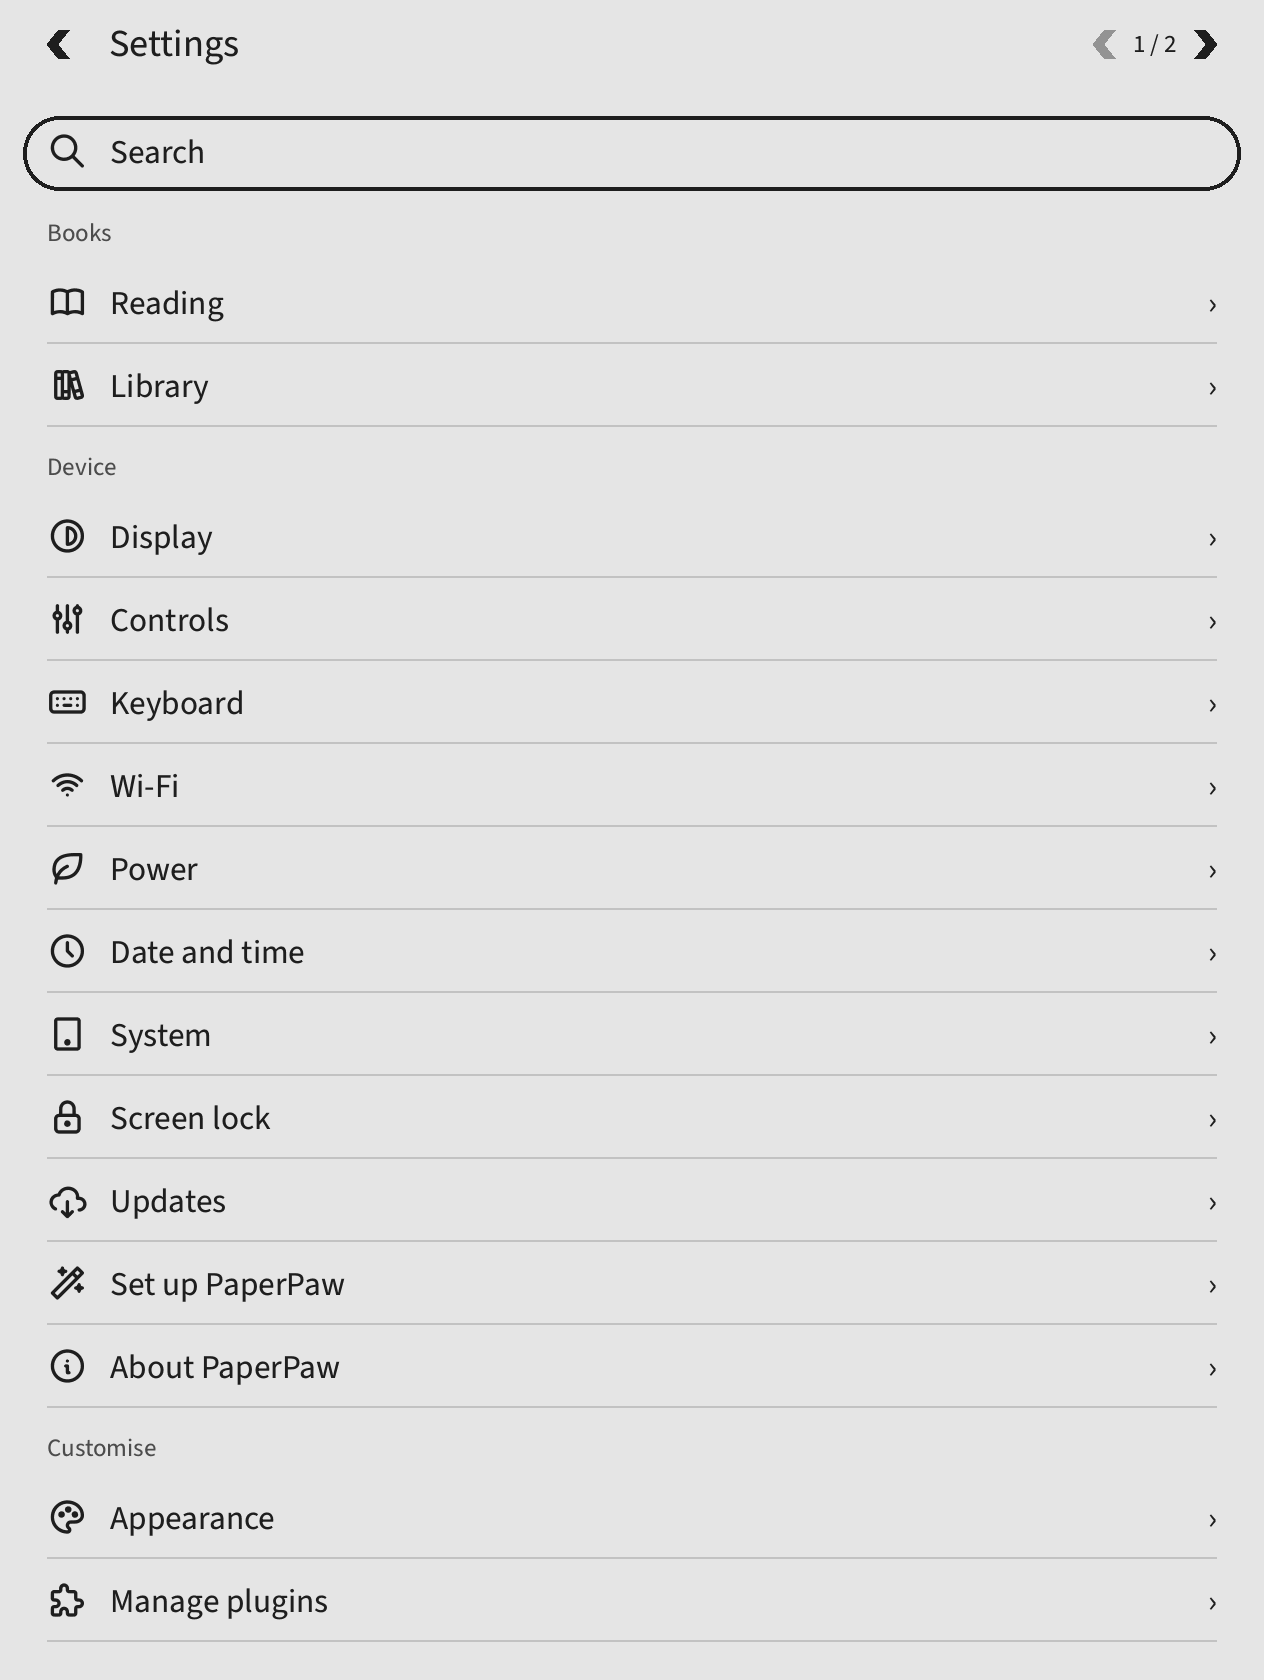 Settings
1 / 2
Search
Books
Reading
Library
Device
Display
Controls
Keyboard
Wi-Fi
Power
Date and time
System
Screen lock
Updates
Set up PaperPaw
About PaperPaw
Customise
Appearance
Manage plugins